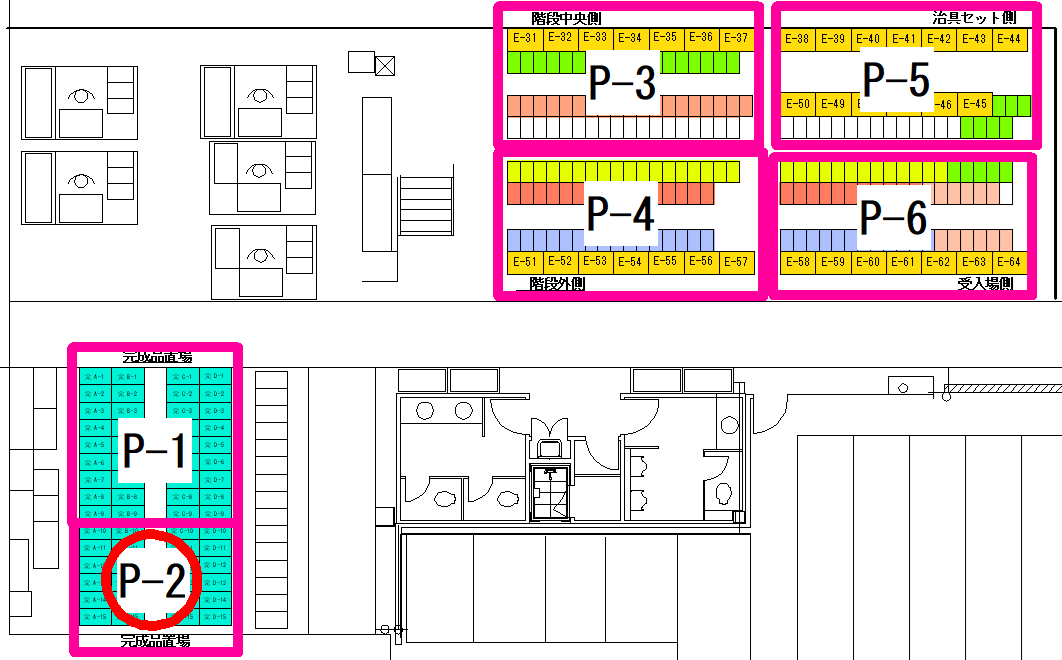 階段中央側
治具セット側
E-31 E-32 E-33 E-34 E-35 E-36 E-37
E-38 E-39 E-40 E-41 E-42 E-43 E-44
P-3
P-5
E-50 E-49 -46 E-45
P-4
P-6
E-51 E-52 E-53 E-54 E-55 E-56 E-57
E-58 E-59 E-60 E-61 E-62 E-63 E-64
階段外側
受入場側
完成品置場
完 A-1 完 B-1 完 C-1 完 D-1
完 A-2 完 B-2 完 C-2 完 D-2
完 A-3 完 B-3 完 C-3 完 D-3
完 A-4 完 D-4
完 A-5 完 D-5
完 A-6 完 D-6
完 A-7 完 D-7
完 A-8 完 B-8 完 C-8 完 D-8
完 A-9 完 B-9 完 C-9 完 D-9
P-1
完 A-10 完 B-10 完 C-10 完 D-10
完 A-11 完 D-11
完 D-12
完 D-13
完 A-14 完 D-14
完 A-15 完 D-15
P-2
完成品置場